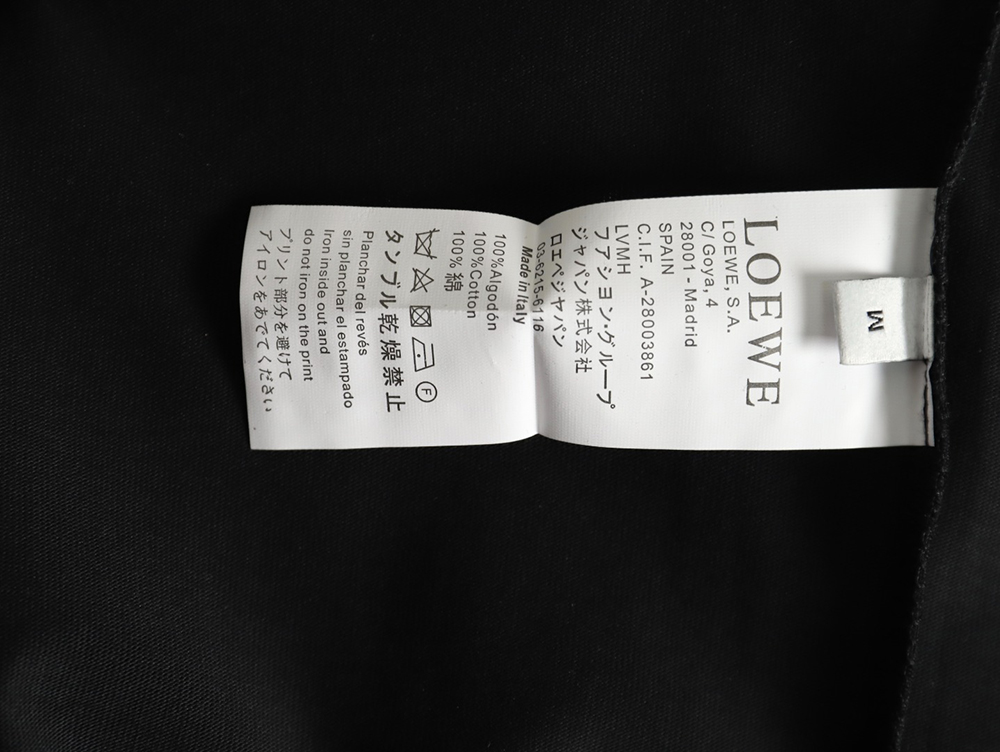 LOEWE
LOEWE, S.A.
C/Goya, 4
28001 - Madrid
SPAIN
C.I.F. A-28003861
LVMH
ファション・グループ
ジャパン株式会社
ロエベジャパン
03-6215-6116
Made in Italy
100%Algodón
100%Cotton
100%綿
F
タンブル乾燥禁止
Planchar del revés
sin planchar el estampado
Iron inside out and
do not iron on the print
プリント部分を避けて
アイロンをあててください
M